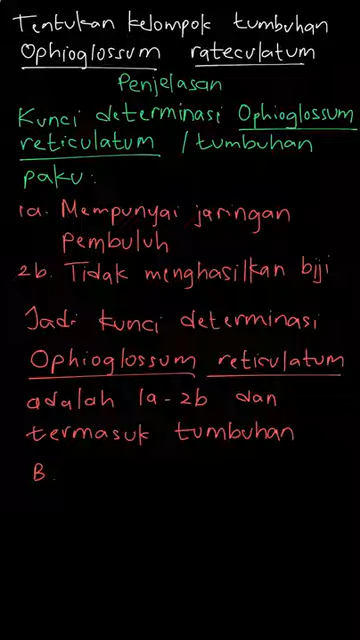 Tentukan kelompok tumbuhan
Ophioglossum rateculatum
Penjelasan
Kunci determinasi Ophioglossum
reticulatum / tumbuhan
paku :
1a. Mempunyai jaringan
pembuluh
2b. Tidak menghasilkan biji
Jadi kunci determinasi
Ophioglossum reticulatum
adalah 1a - 2b dan
termasuk tumbuhan
B.